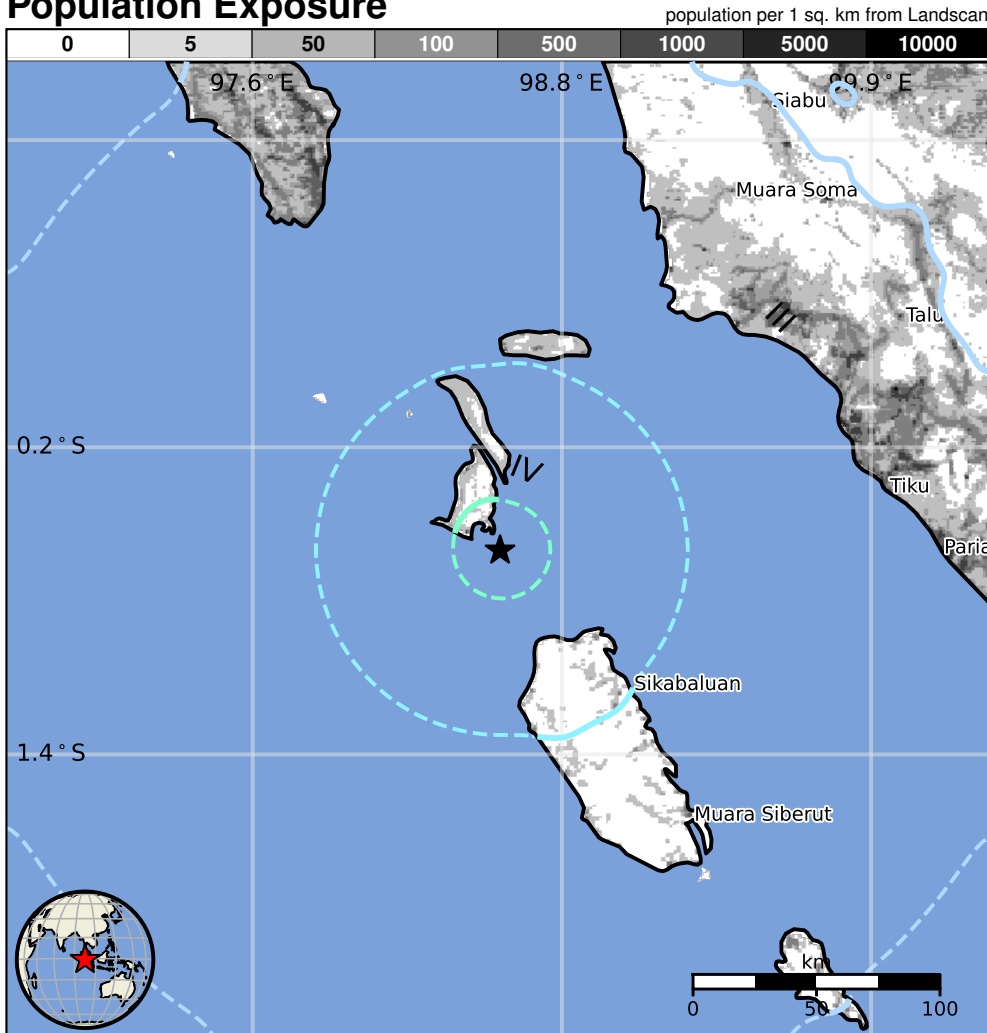 Population Exposure
population per 1 sq. km from Landscan
0 5 50 100 500 1000 5000 10000
97.6°E 98.8°E 99.9°E
Siabu
Muara Soma
III
Talu
0.2°S
IV
Tiku
Paria
Sikabaluan
1.4°S
Muara Siberut
km
0 50 100